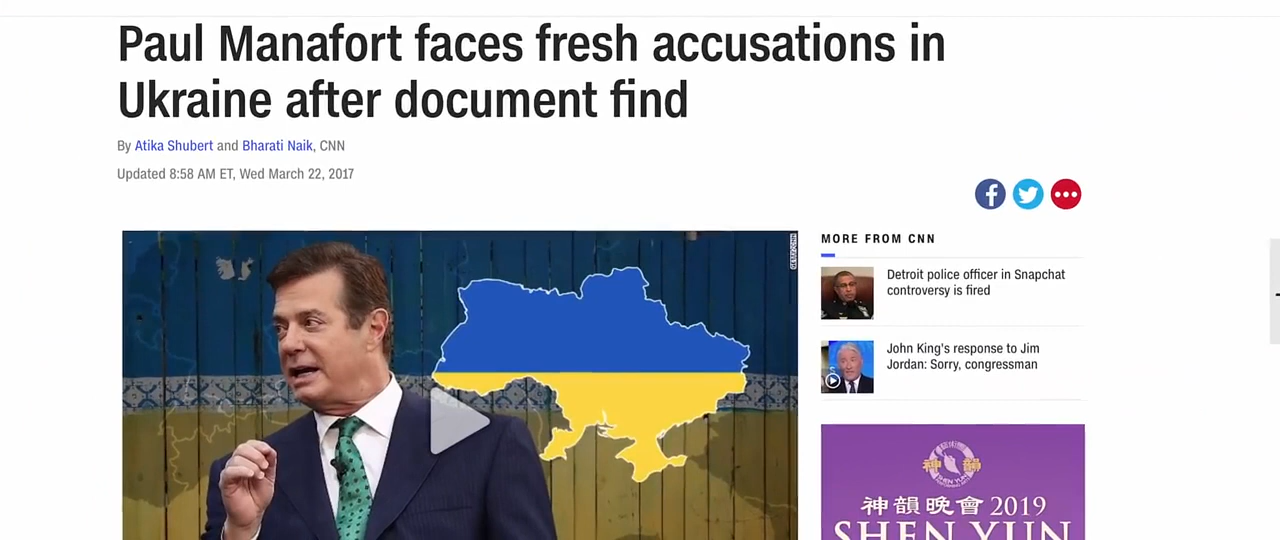 Paul Manafort faces fresh accusations in
Ukraine after document find
By Atika Shubert and Bharati Naik, CNN
Updated 8:58 AM ET, Wed March 22, 2017
MORE FROM CNN
Detroit police officer in Snapchat
controversy is fired
John King's response to Jim
Jordan: Sorry, congressman
神韻
SHEN YUN
神韻晚會 2019
SHEN YUN